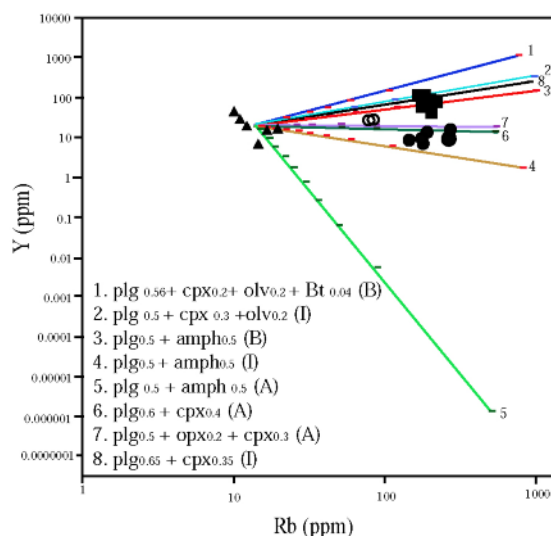 10000
1000
100
10
1
0.1
0.01
0.001
0.0001
0.00001
0.000001
0.0000001
Y (ppm)
1
2
8
3
7
6
4
5
1. plg 0.56+ cpx0.2+ olv0.2 + Bt 0.04 (B)
2. plg 0.5 + cpx 0.3 +olv0.2 (I)
3. plg0.5 + amph0.5 (B)
4. plg0.5 + amph0.5 (I)
5. plg 0.5 + amph 0.5 (A)
6. plg0.6 + cpx0.4 (A)
7. plg0.5 + opx0.2 + cpx0.3 (A)
8. plg0.65 + cpx0.35 (I)
1 10 100 1000
Rb (ppm)